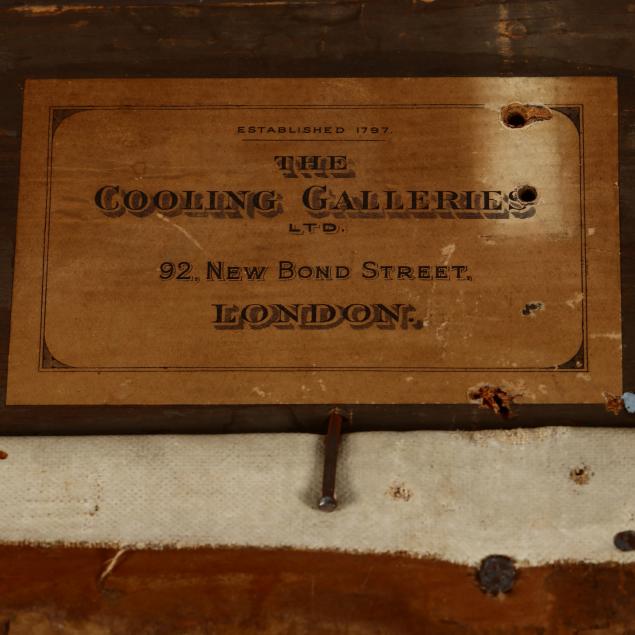 ESTABLISHED 1797.
THE
COOLING GALLERIES
LTD.
92, NEW BOND STREET,
LONDON.